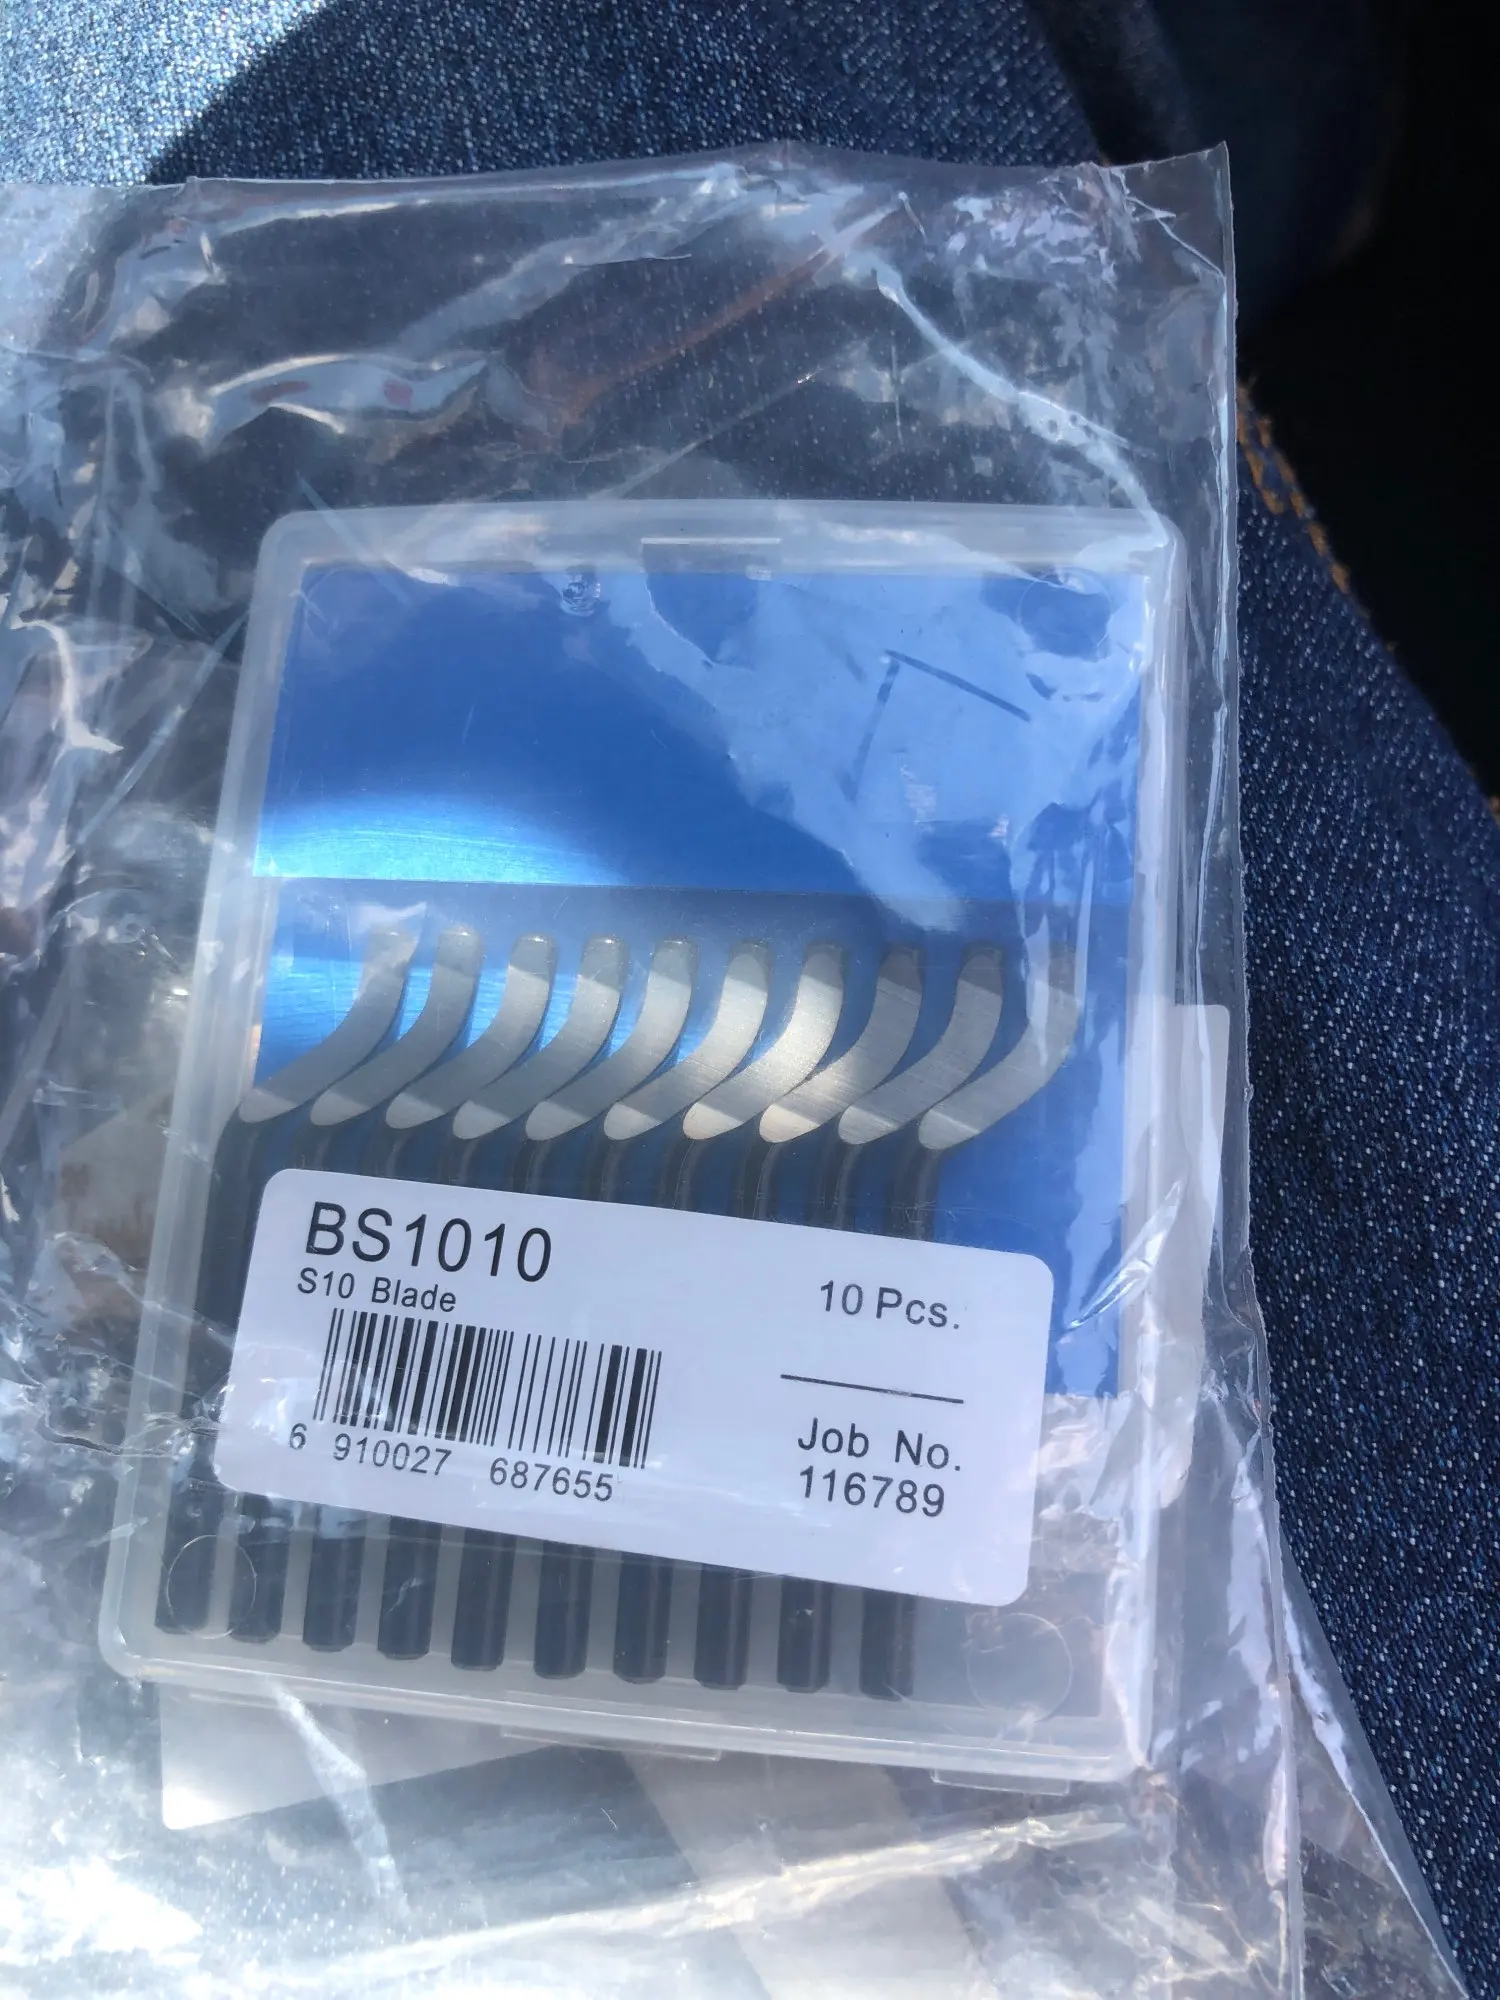 BS1010
S10 Blade
10 Pcs.
Job No.
116789
6 910027 687655